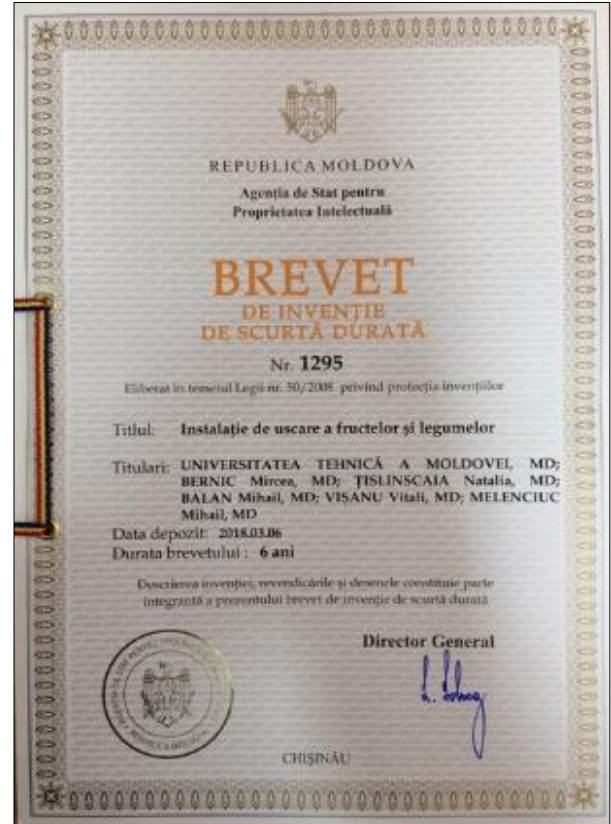 REPUBLICA MOLDOVA
Agenția de Stat pentru
Proprietatea Intelectuală
BREVET
DE INVENȚIE
DE SCURTĂ DURATĂ
Nr. 1295
Eliberat în temeiul Legii nr. 50/2008 privind protecția invențiilor
Titlul: Instalație de uscare a fructelor și legumelor
Titulari: UNIVERSITATEA TEHNICĂ A MOLDOVEI, MD;
BERNIC Mircea, MD; ȚISLINSCAIA Natalia, MD;
BALAN Mihail, MD; VIȘANU Vitali, MD; MELENCIUC
Mihail, MD
Data depozit: 2018.03.06
Durata brevetului : 6 ani
Descrierea invenției, revendicările și desenele constituie parte
integrantă a prezentului brevet de invenție de scurtă durată
Director General
CHIȘINĂU